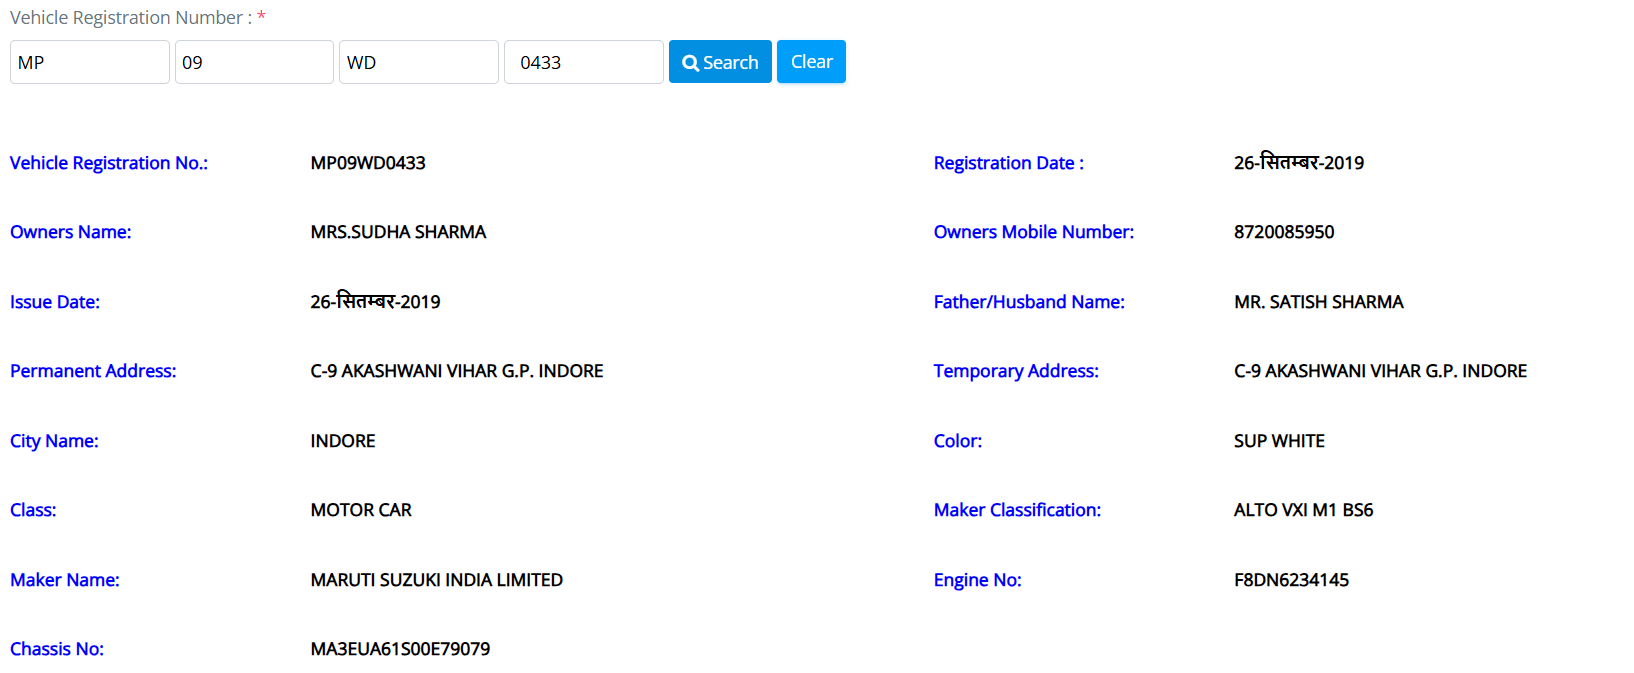 Vehicle Registration Number : *
MP 09 WD 0433 Search Clear
Vehicle Registration No.: MP09WD0433 Registration Date : 26-सितम्बर-2019
Owners Name: MRS.SUDHA SHARMA Owners Mobile Number: 8720085950
Issue Date: 26-सितम्बर-2019 Father/Husband Name: MR. SATISH SHARMA
Permanent Address: C-9 AKASHWANI VIHAR G.P. INDORE Temporary Address: C-9 AKASHWANI VIHAR G.P. INDORE
City Name: INDORE Color: SUP WHITE
Class: MOTOR CAR Maker Classification: ALTO VXI M1 BS6
Maker Name: MARUTI SUZUKI INDIA LIMITED Engine No: F8DN6234145
Chassis No: MA3EUA61S00E79079